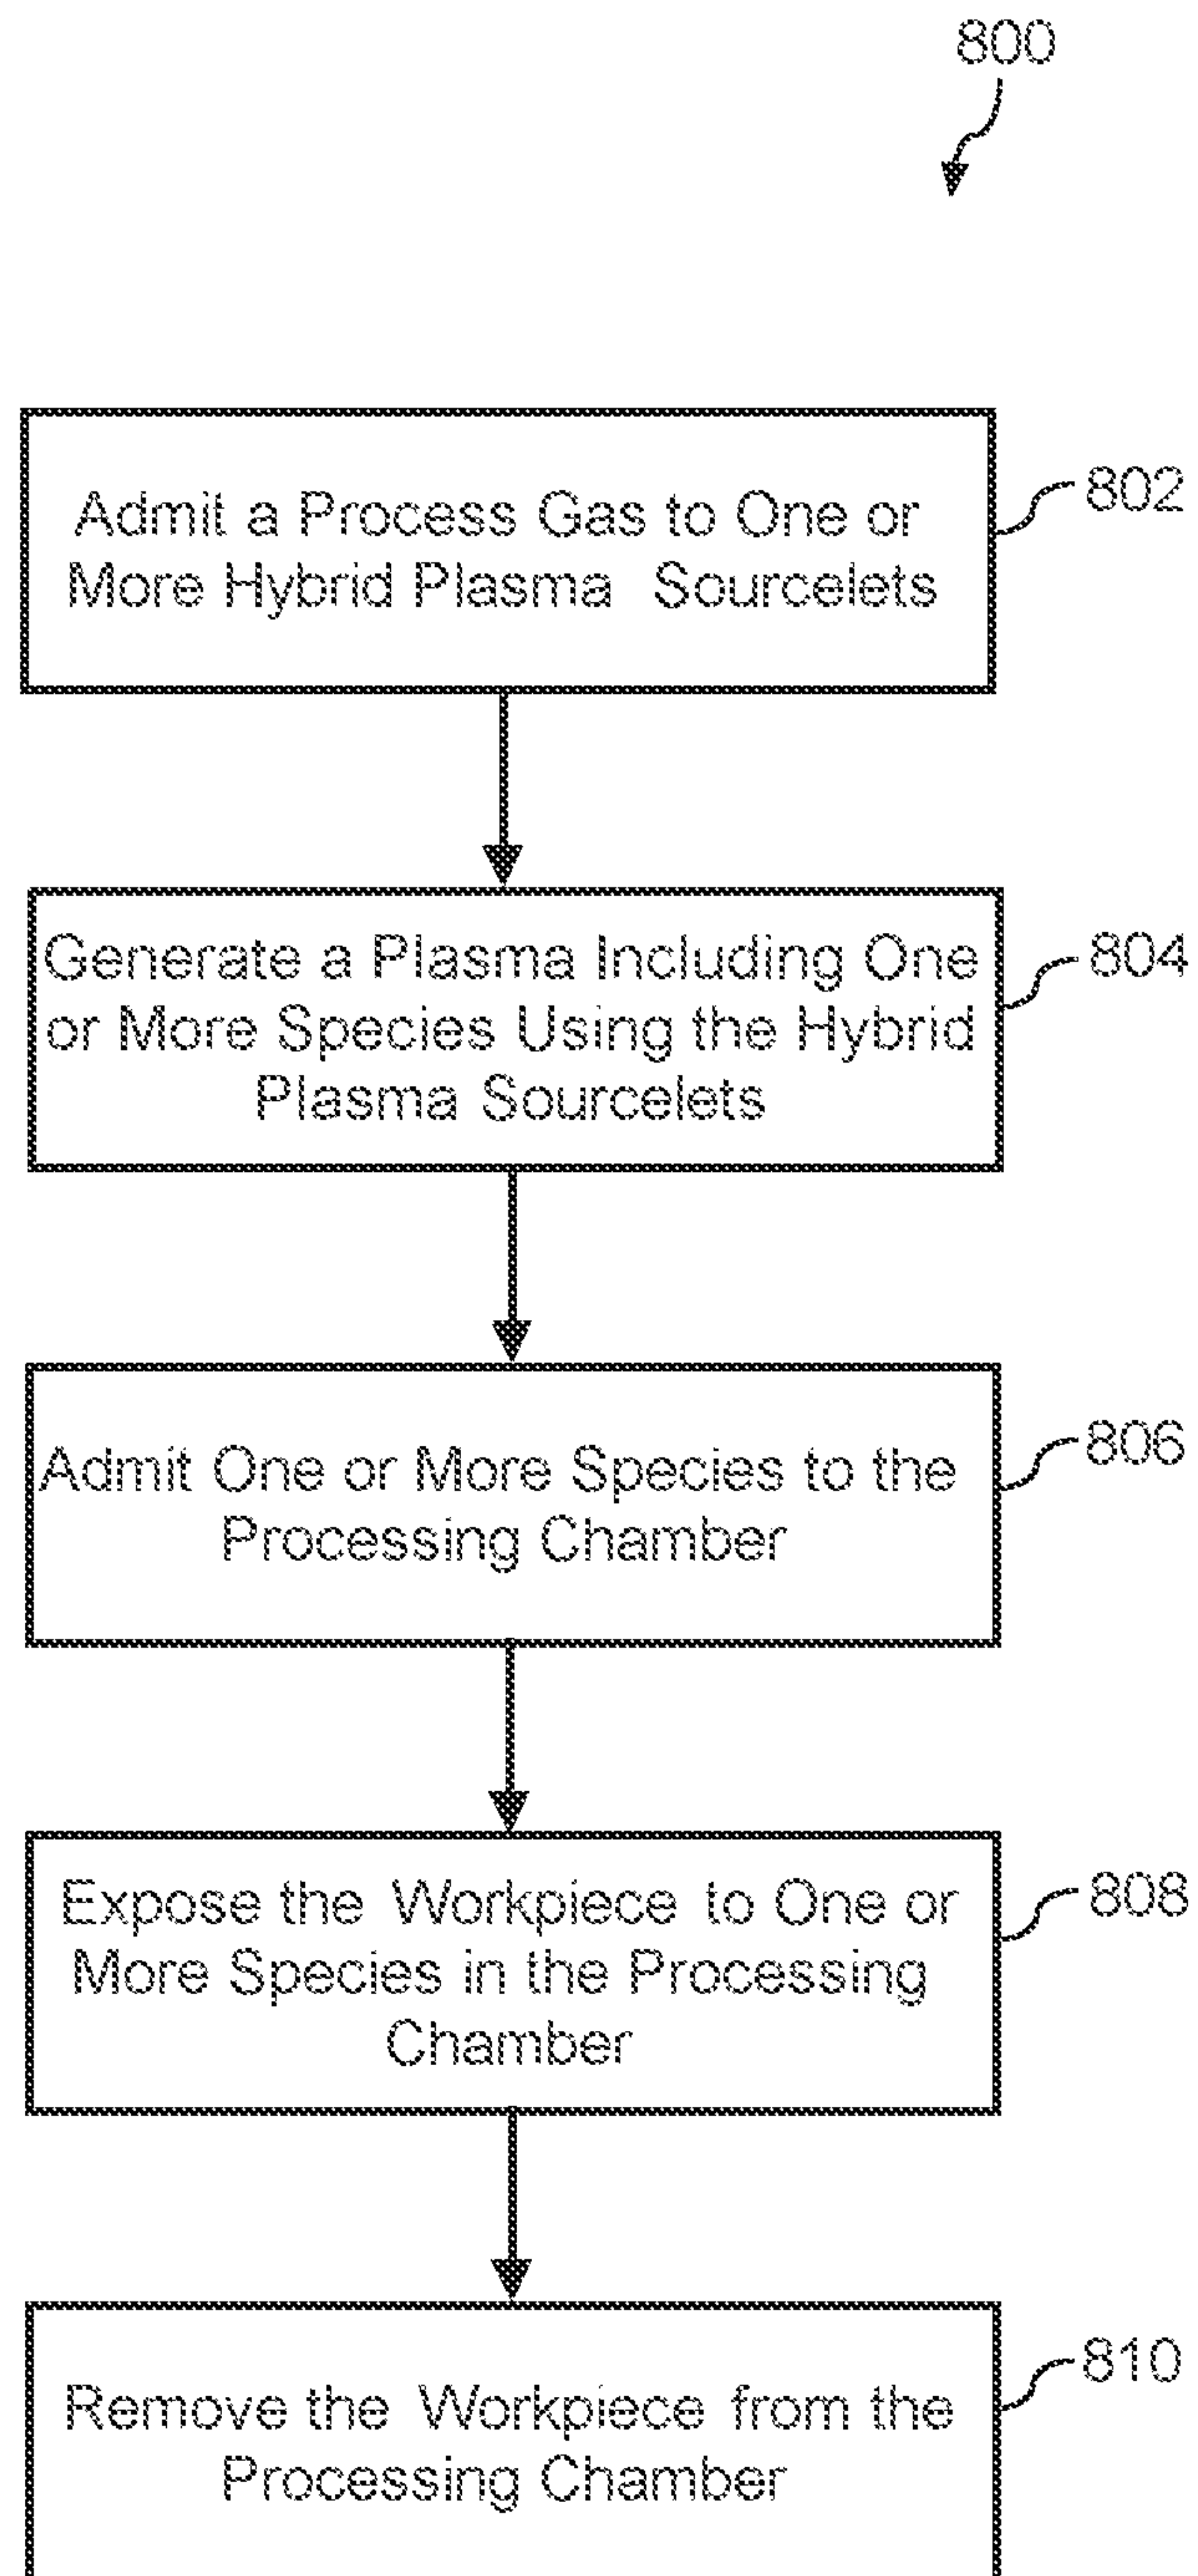 800
Admit a Process Gas to One or
More Hybrid Plasma Sourcelets
802
Generate a Plasma Including One
or More Species Using the Hybrid
Plasma Sourcelets
804
Admit One or More Species to the
Processing Chamber
806
Expose the Workpiece to One or
More Species in the Processing
Chamber
808
Remove the Workpiece from the
Processing Chamber
810